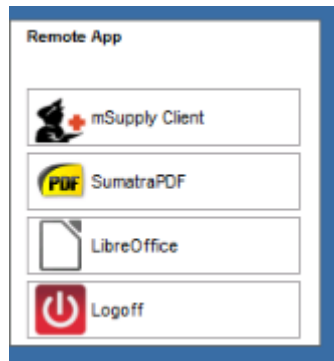 Remote App
mSupply Client
PDF
SumatraPDF
LibreOffice
Logoff